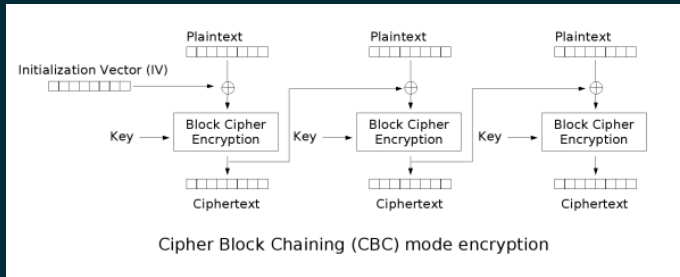 Plaintext Plaintext Plaintext
Initialization Vector (IV)
Key Block Cipher Encryption Key Block Cipher Encryption Key Block Cipher Encryption
Ciphertext Ciphertext Ciphertext
Cipher Block Chaining (CBC) mode encryption